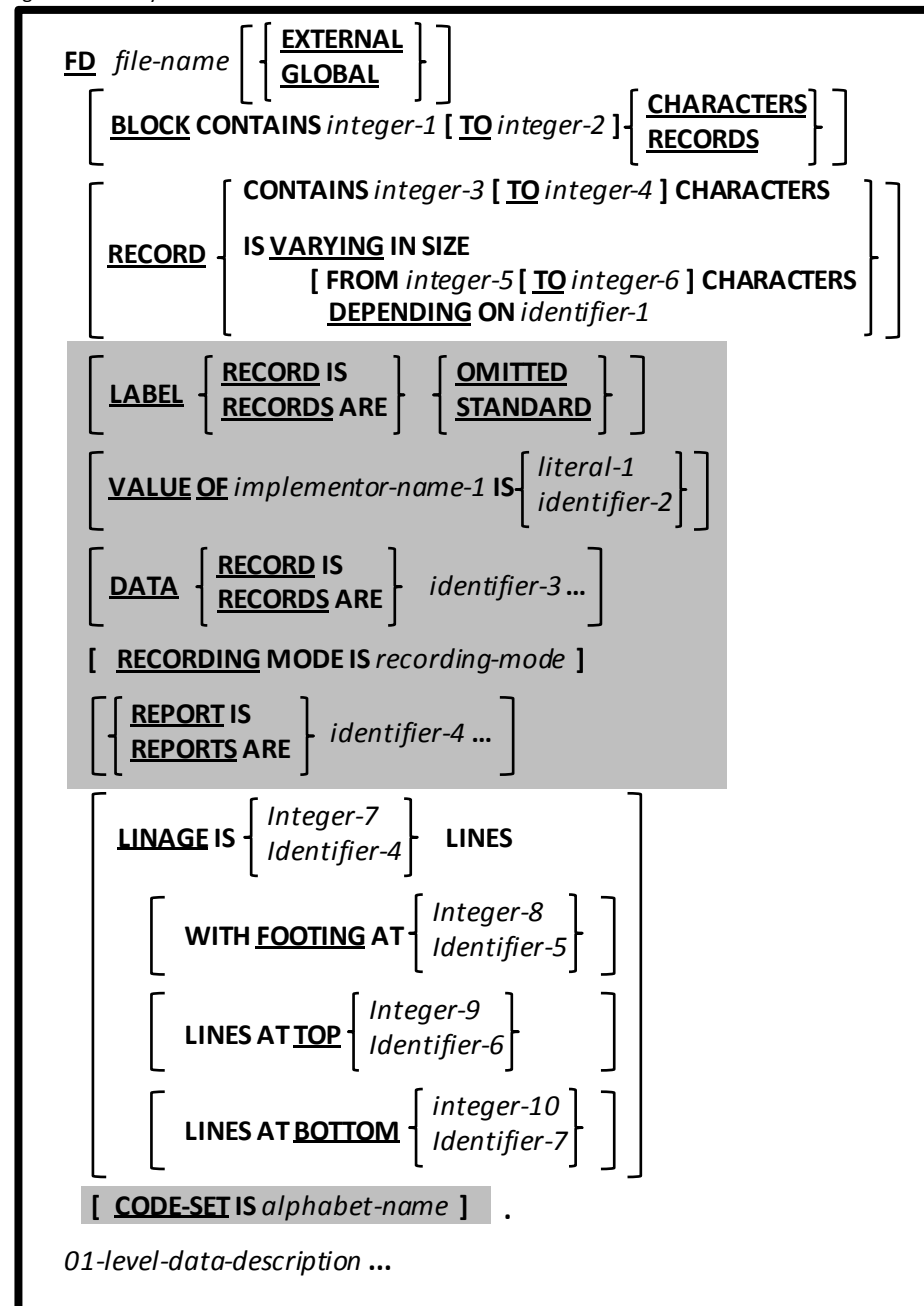 FD file-name [ { EXTERNAL
GLOBAL } ]
[ BLOCK CONTAINS integer-1 [ TO integer-2 ] { CHARACTERS
RECORDS } ]
[ RECORD { CONTAINS integer-3 [ TO integer-4 ] CHARACTERS
IS VARYING IN SIZE
[ FROM integer-5 [ TO integer-6 ] CHARACTERS
DEPENDING ON identifier-1 } ]
[ LABEL { RECORD IS
RECORDS ARE } { OMITTED
STANDARD } ]
[ VALUE OF implementor-name-1 IS { literal-1
identifier-2 } ]
[ DATA { RECORD IS
RECORDS ARE } identifier-3 ... ]
[ RECORDING MODE IS recording-mode ]
[ { REPORT IS
REPORTS ARE } identifier-4 ... ]
[ LINAGE IS { Integer-7
Identifier-4 } LINES
[ WITH FOOTING AT { Integer-8
Identifier-5 } ]
[ LINES AT TOP { Integer-9
Identifier-6 } ]
[ LINES AT BOTTOM { integer-10
Identifier-7 } ] ]
[ CODE-SET IS alphabet-name ] .
01-level-data-description ...